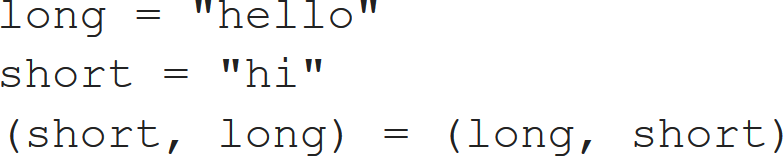 long = "hello"
short = "hi"
(short, long) = (long, short)